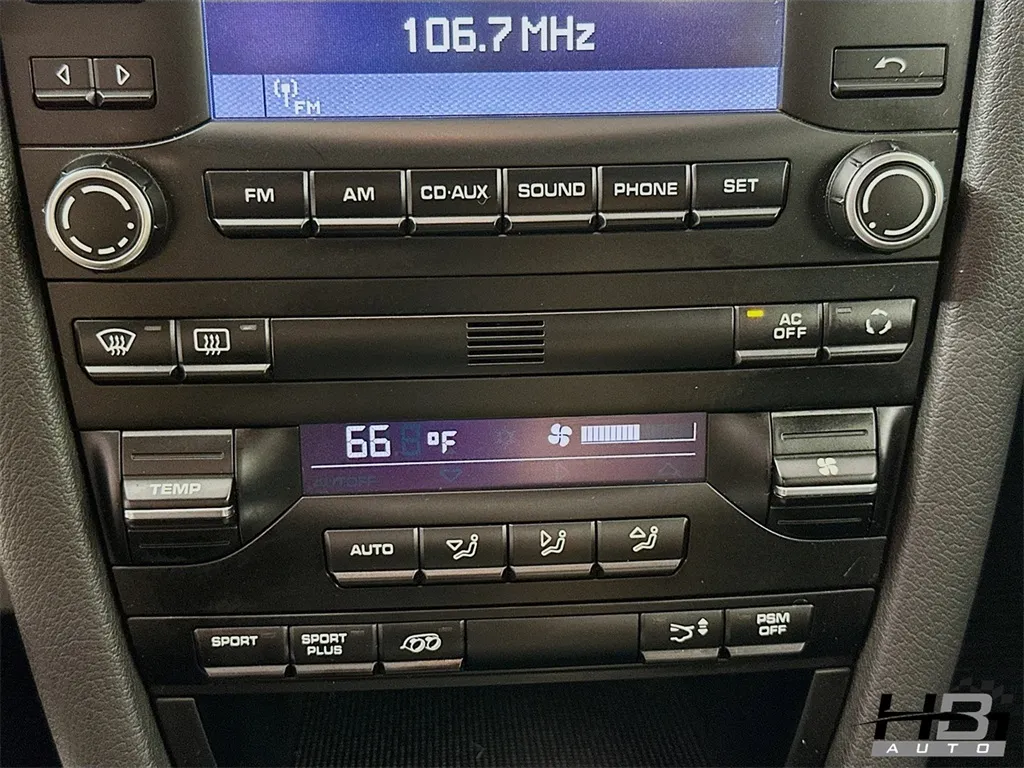 106.7 MHz
FM
FM
AM
CD·AUX
SOUND
PHONE
SET
AC
OFF
66 °F
TEMP
AUTO
SPORT
SPORT
PLUS
PSM
OFF
HB
AUTO